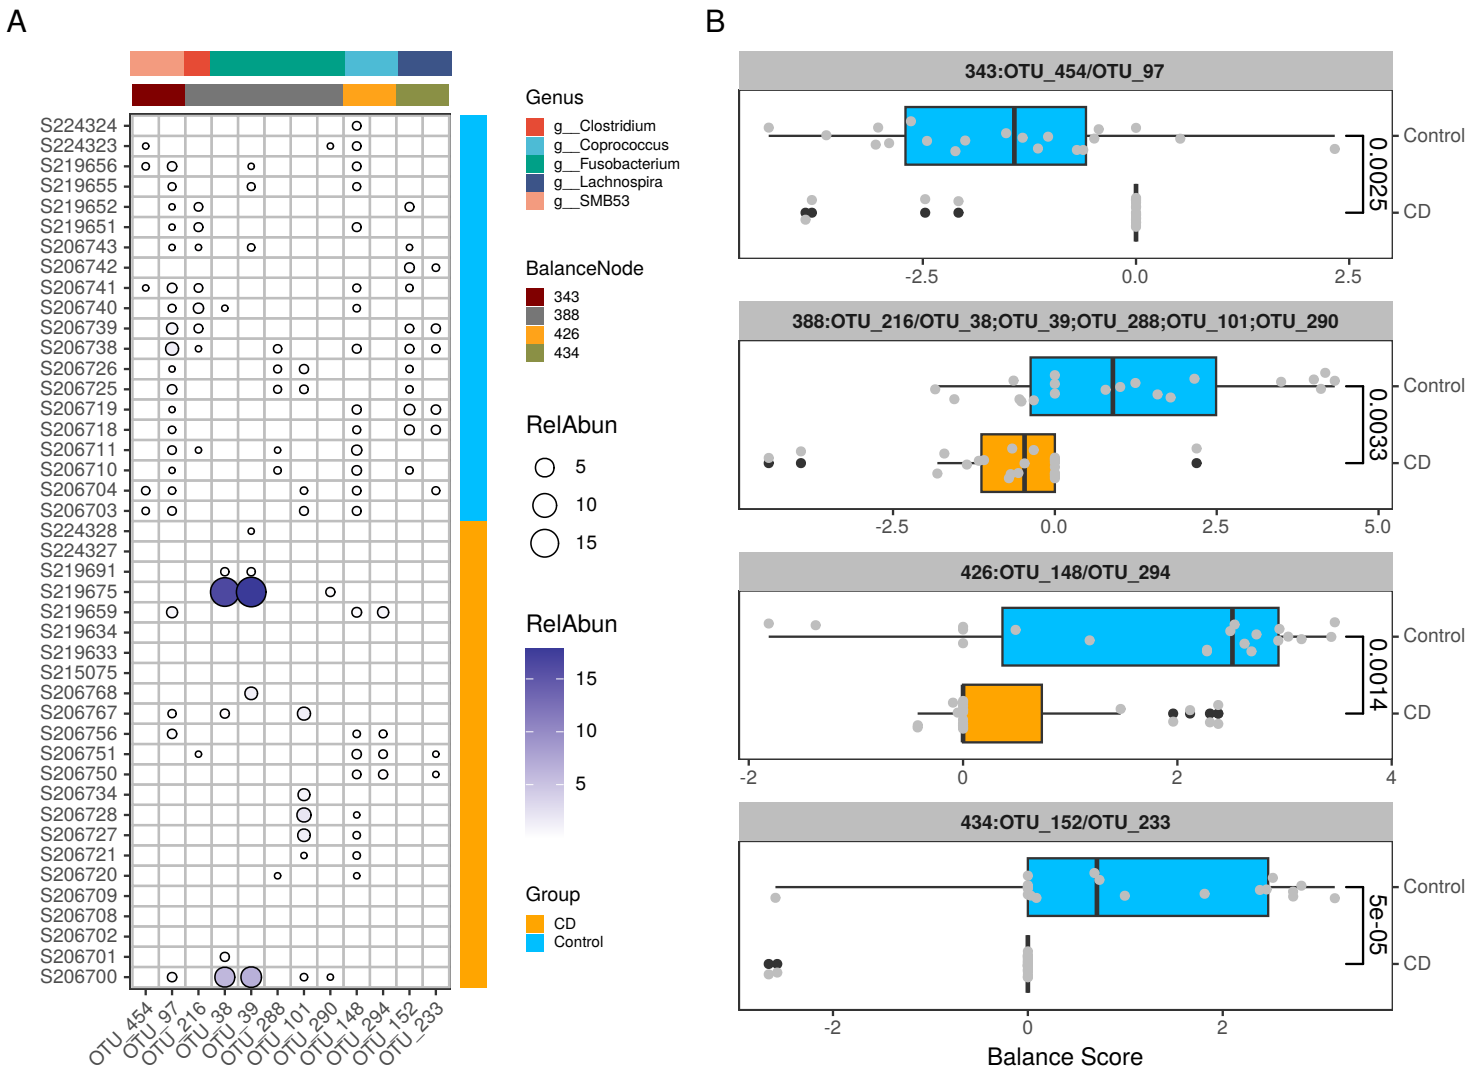 A
S224324
S224323
S219656
S219655
S219652
S219651
S206743
S206742
S206741
S206740
S206739
S206738
S206726
S206725
S206719
S206718
S206711
S206710
S206704
S206703
S224328
S224327
S219691
S219675
S219659
S219634
S219633
S215075
S206768
S206767
S206756
S206751
S206750
S206734
S206728
S206727
S206721
S206720
S206709
S206708
S206702
S206701
S206700
OTU_454
OTU_97
OTU_216
OTU_38
OTU_39
OTU_288
OTU_101
OTU_290
OTU_148
OTU_294
OTU_152
OTU_233
Genus
g__Clostridium
g__Coprococcus
g__Fusobacterium
g__Lachnospira
g__SMB53
BalanceNode
343
388
426
434
RelAbun
5
10
15
RelAbun
15
10
5
Group
CD
Control
B
343:OTU_454/OTU_97
Control
0.0025
CD
-2.5 0.0 2.5
388:OTU_216/OTU_38;OTU_39;OTU_288;OTU_101;OTU_290
Control
0.0033
CD
-2.5 0.0 2.5 5.0
426:OTU_148/OTU_294
Control
0.0014
CD
-2 0 2 4
434:OTU_152/OTU_233
Control
5e-05
CD
-2 0 2
Balance Score